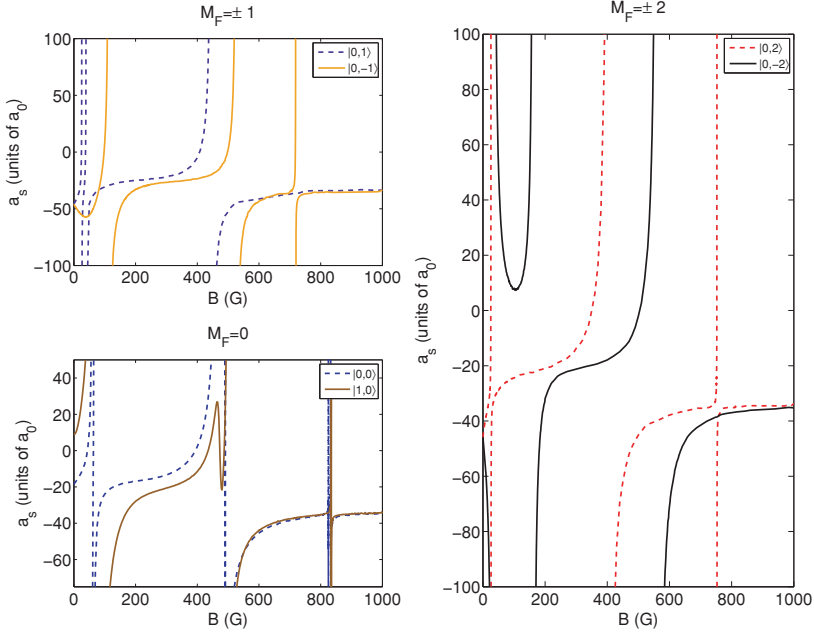 M_F=± 1
100
50
0
−50
−100
a_s (units of a_0)
|0,1⟩
|0,−1⟩
0 200 400 600 800 1000
B (G)
M_F=0
40
20
0
−20
−40
−60
a_s (units of a_0)
|0,0⟩
|1,0⟩
0 200 400 600 800 1000
B (G)
M_F=± 2
100
80
60
40
20
0
−20
−40
−60
−80
−100
a_s (units of a_0)
|0,2⟩
|0,−2⟩
0 200 400 600 800 1000
B (G)